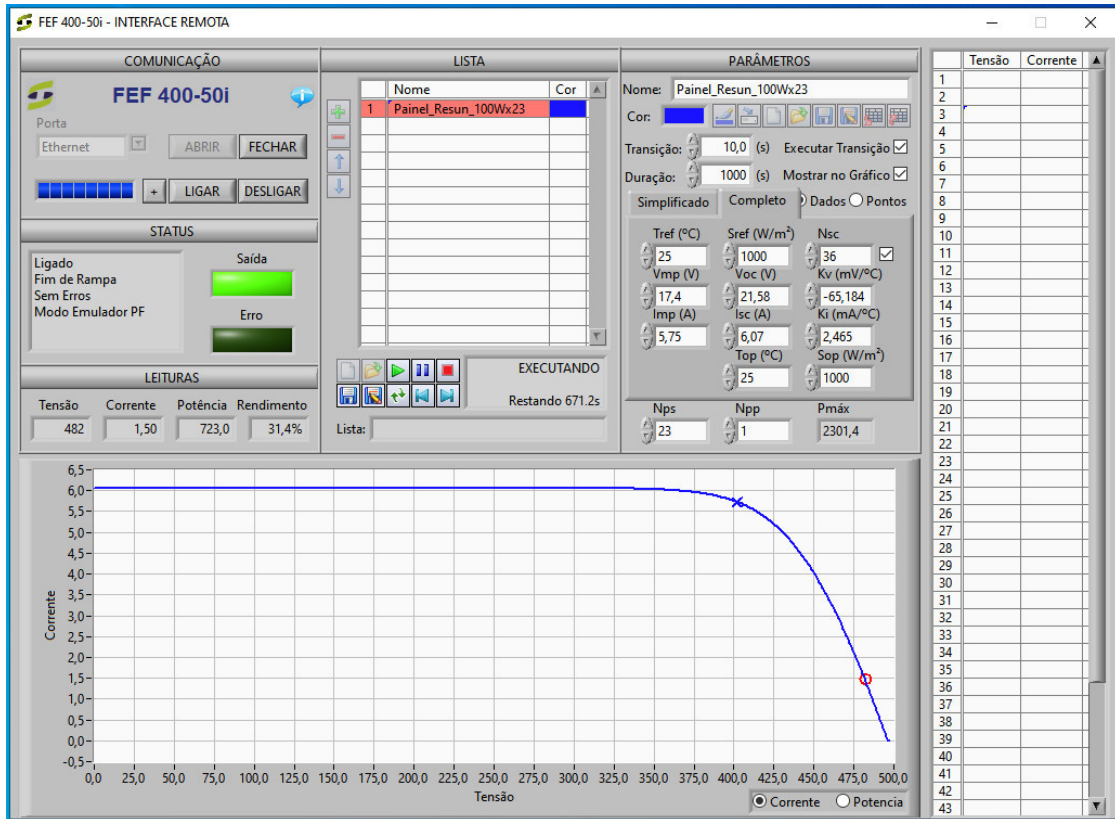 FEF 400-50i - INTERFACE REMOTA
COMUNICAÇÃO
FEF 400-50i
Porta
Ethernet
ABRIR
FECHAR
+
LIGAR
DESLIGAR
STATUS
Ligado
Fim de Rampa
Sem Erros
Modo Emulador PF
Saída
Erro
LEITURAS
Tensão Corrente Potência Rendimento
482 1,50 723,0 31,4%
LISTA
Nome Cor
1 Painel_Resun_100Wx23
EXECUTANDO
Restando 671.2s
Lista:
PARÂMETROS
Nome: Painel_Resun_100Wx23
Cor:
Transição: 10,0 (s) Executar Transição
Duração: 1000 (s) Mostrar no Gráfico
Simplificado Completo Dados Pontos
Tref (ºC) Sref (W/m²) Nsc
25 1000 36
Vmp (V) Voc (V) Kv (mV/ºC)
17,4 21,58 -65,184
Imp (A) Isc (A) Ki (mA/ºC)
5,75 6,07 2,465
Top (ºC) Sop (W/m²)
25 1000
Nps Npp Pmáx
23 1 2301,4
Tensão Corrente
1
2
3
4
5
6
7
8
9
10
11
12
13
14
15
16
17
18
19
20
21
22
23
24
25
26
27
28
29
30
31
32
33
34
35
36
37
38
39
40
41
42
43
6,5
6,0
5,5
5,0
4,5
4,0
3,5
3,0
2,5
2,0
1,5
1,0
0,5
0,0
-0,5
Corrente
0,0 25,0 50,0 75,0 100,0 125,0 150,0 175,0 200,0 225,0 250,0 275,0 300,0 325,0 350,0 375,0 400,0 425,0 450,0 475,0 500,0
Tensão
Corrente Potencia